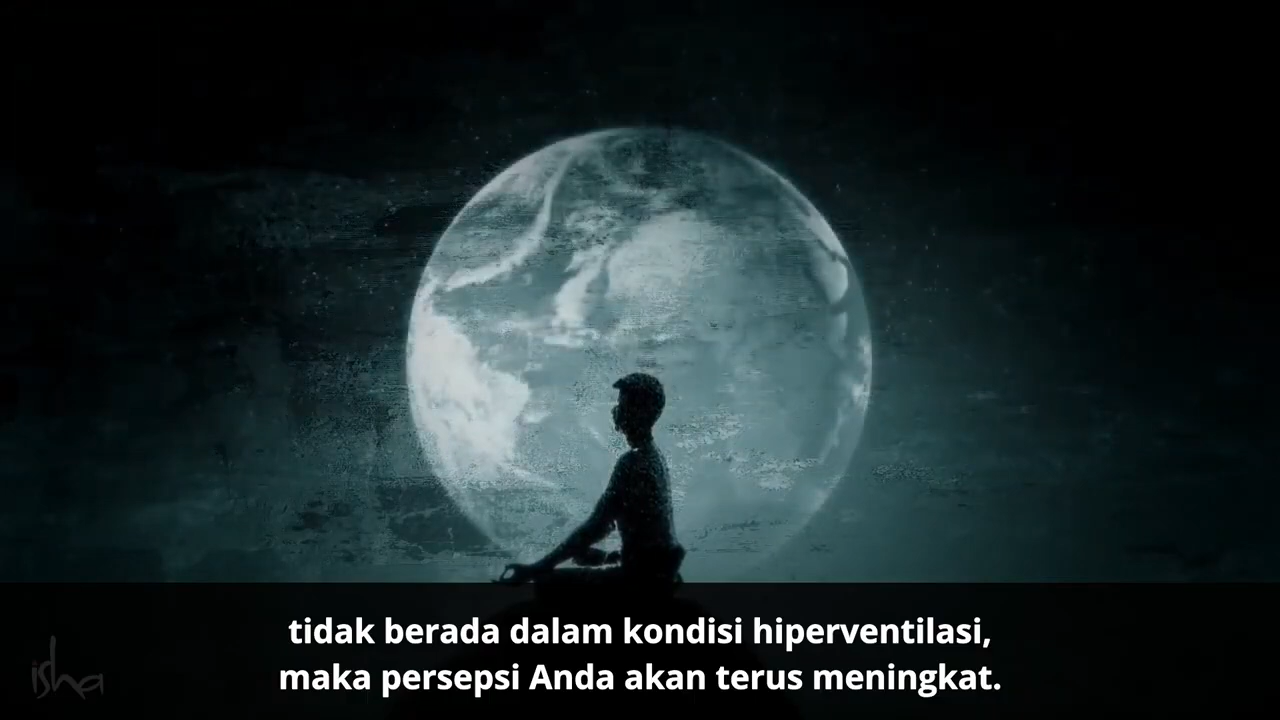 tidak berada dalam kondisi hiperventilasi,
maka persepsi Anda akan terus meningkat.
isha